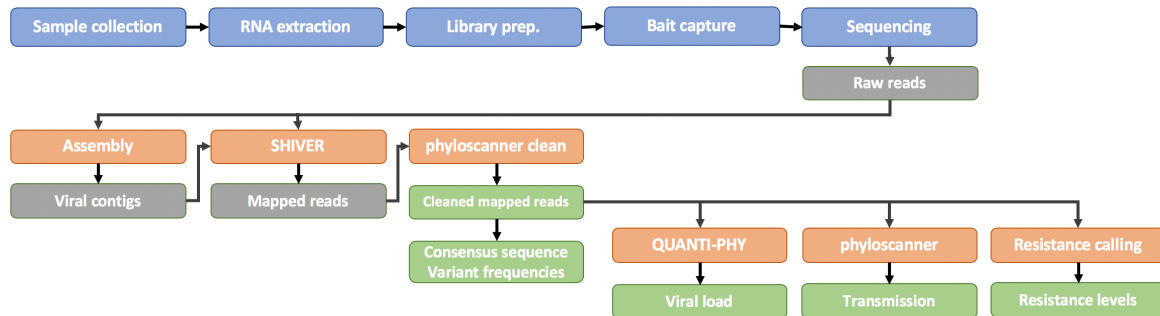 Sample collection
RNA extraction
Library prep.
Bait capture
Sequencing
Raw reads
Assembly
SHIVER
phyloscanner clean
Viral contigs
Mapped reads
Cleaned mapped reads
Consensus sequence
Variant frequencies
QUANTI-PHY
phyloscanner
Resistance calling
Viral load
Transmission
Resistance levels